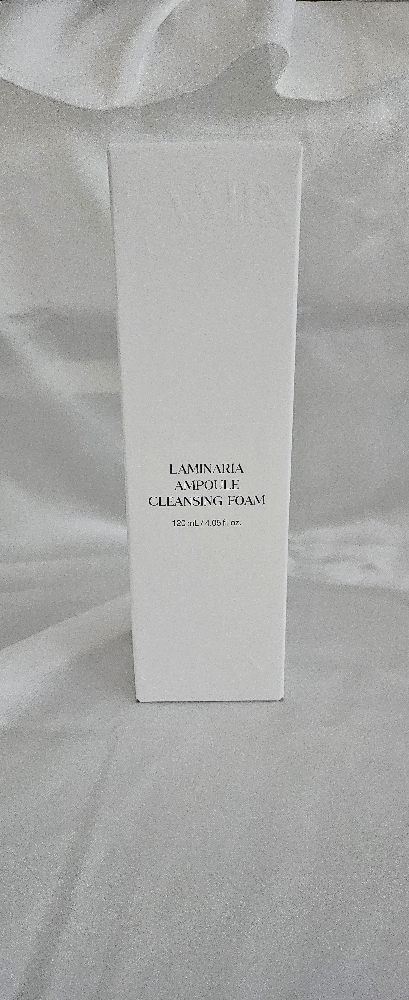 LAMINARIA
AMPOULE
CLEANSING FOAM
120 mL / 4.05 fl. oz.